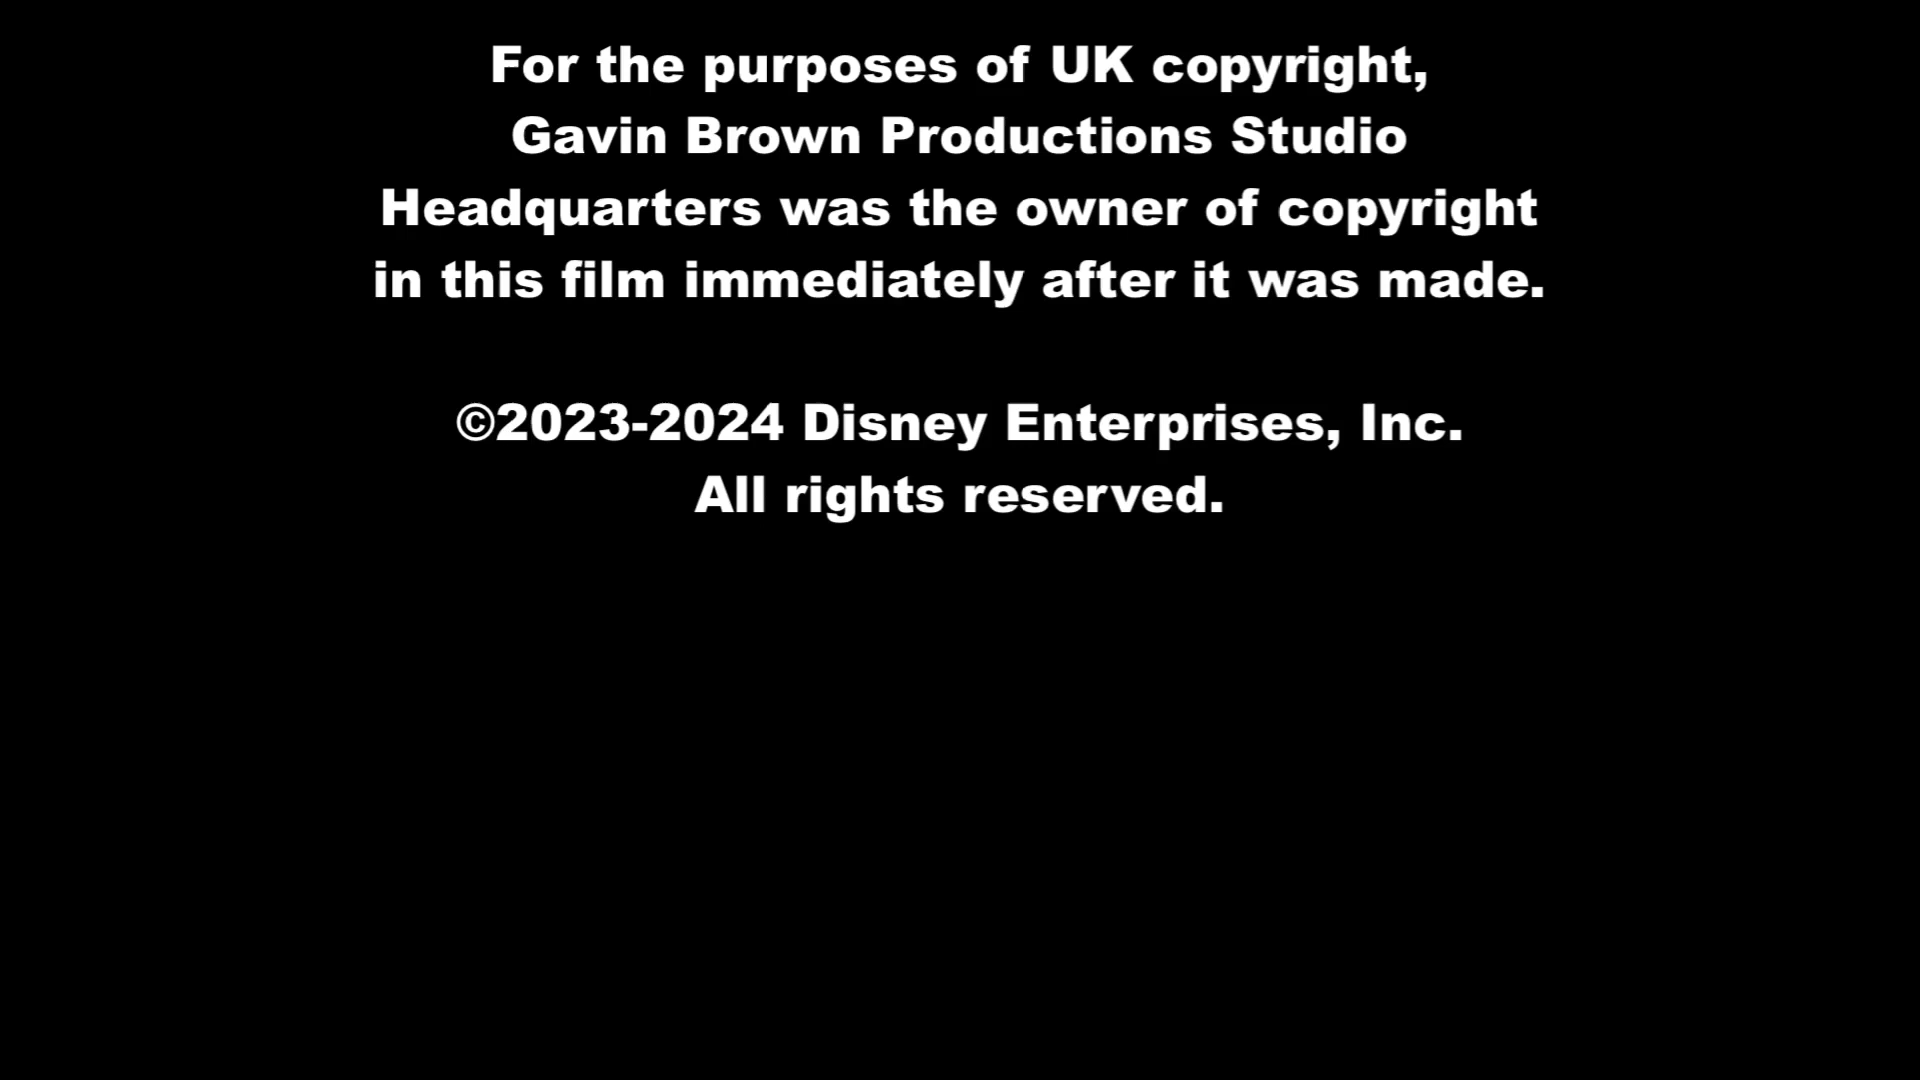 For the purposes of UK copyright,
Gavin Brown Productions Studio
Headquarters was the owner of copyright
in this film immediately after it was made.
©2023-2024 Disney Enterprises, Inc.
All rights reserved.